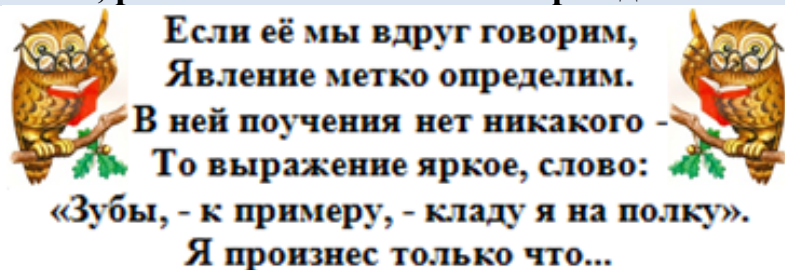 Если её мы вдруг говорим,
Явление метко определим.
В ней поучения нет никакого -
То выражение яркое, слово:
«Зубы, - к примеру, - кладу я на полку».
Я произнес только что...